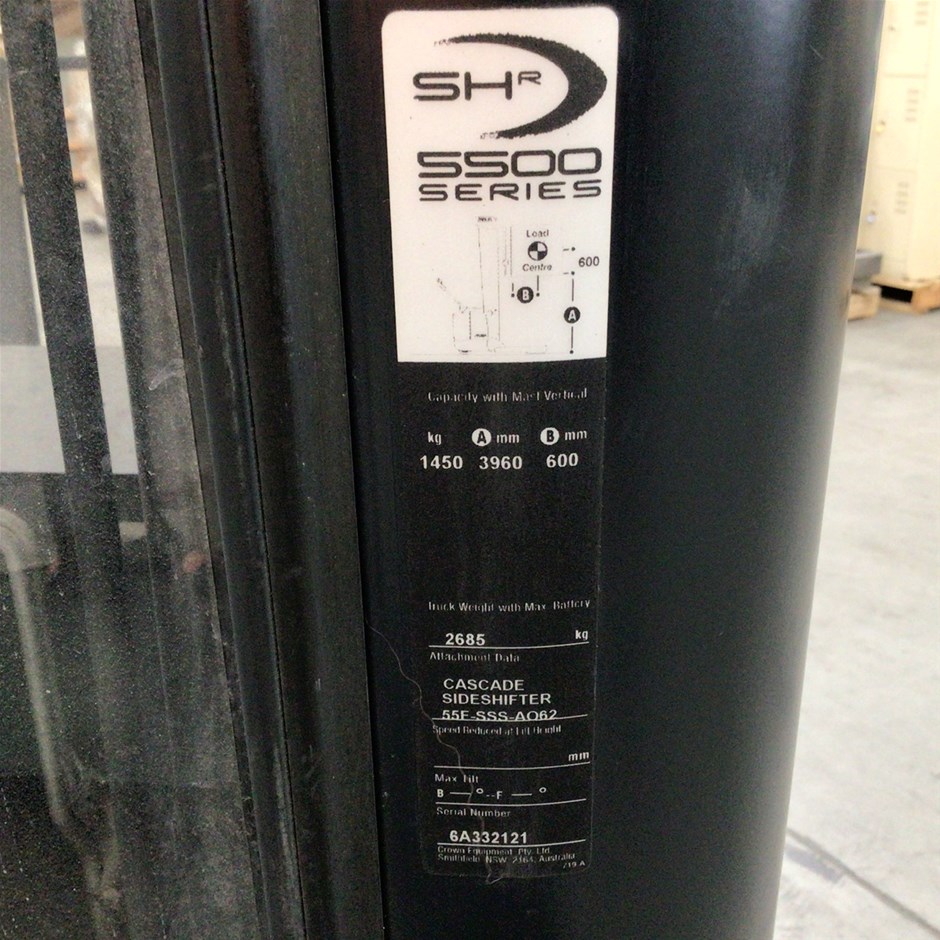 SHR
5500
SERIES
Load
Centre
600
B
A
Capacity with Mast Vertical
kg A mm B mm
1450 3960 600
Truck Weight with Max. Battery
2685 kg
Attachment Data
CASCADE
SIDESHIFTER
55F-SSS-AO62
Speed Reduced at Lift Height
mm
Max Tilt
B — ° -- F — °
Serial Number
6A332121
Crown Equipment Pty. Ltd.
Smithfield NSW, 2164, Australia